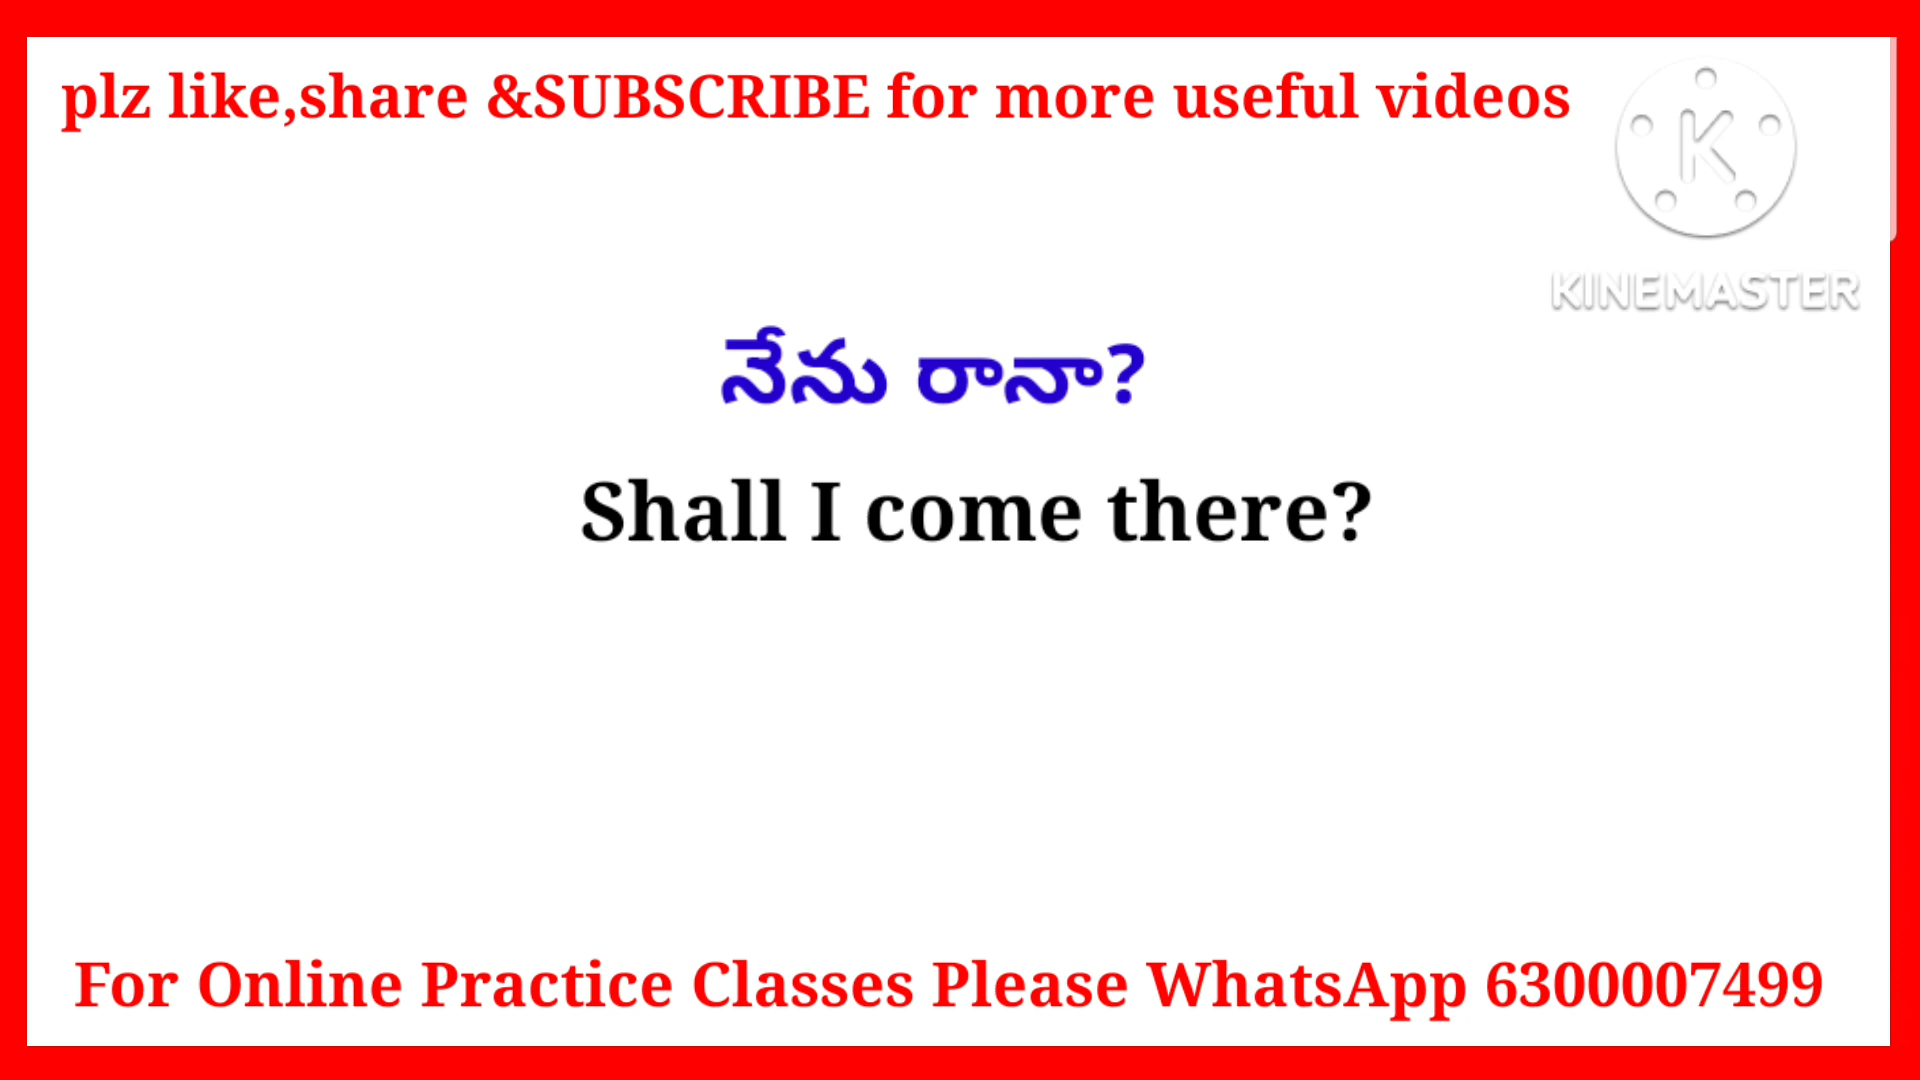 plz like,share &SUBSCRIBE for more useful videos
K
KINEMASTER
నేను రానా?
Shall I come there?
For Online Practice Classes Please WhatsApp 6300007499